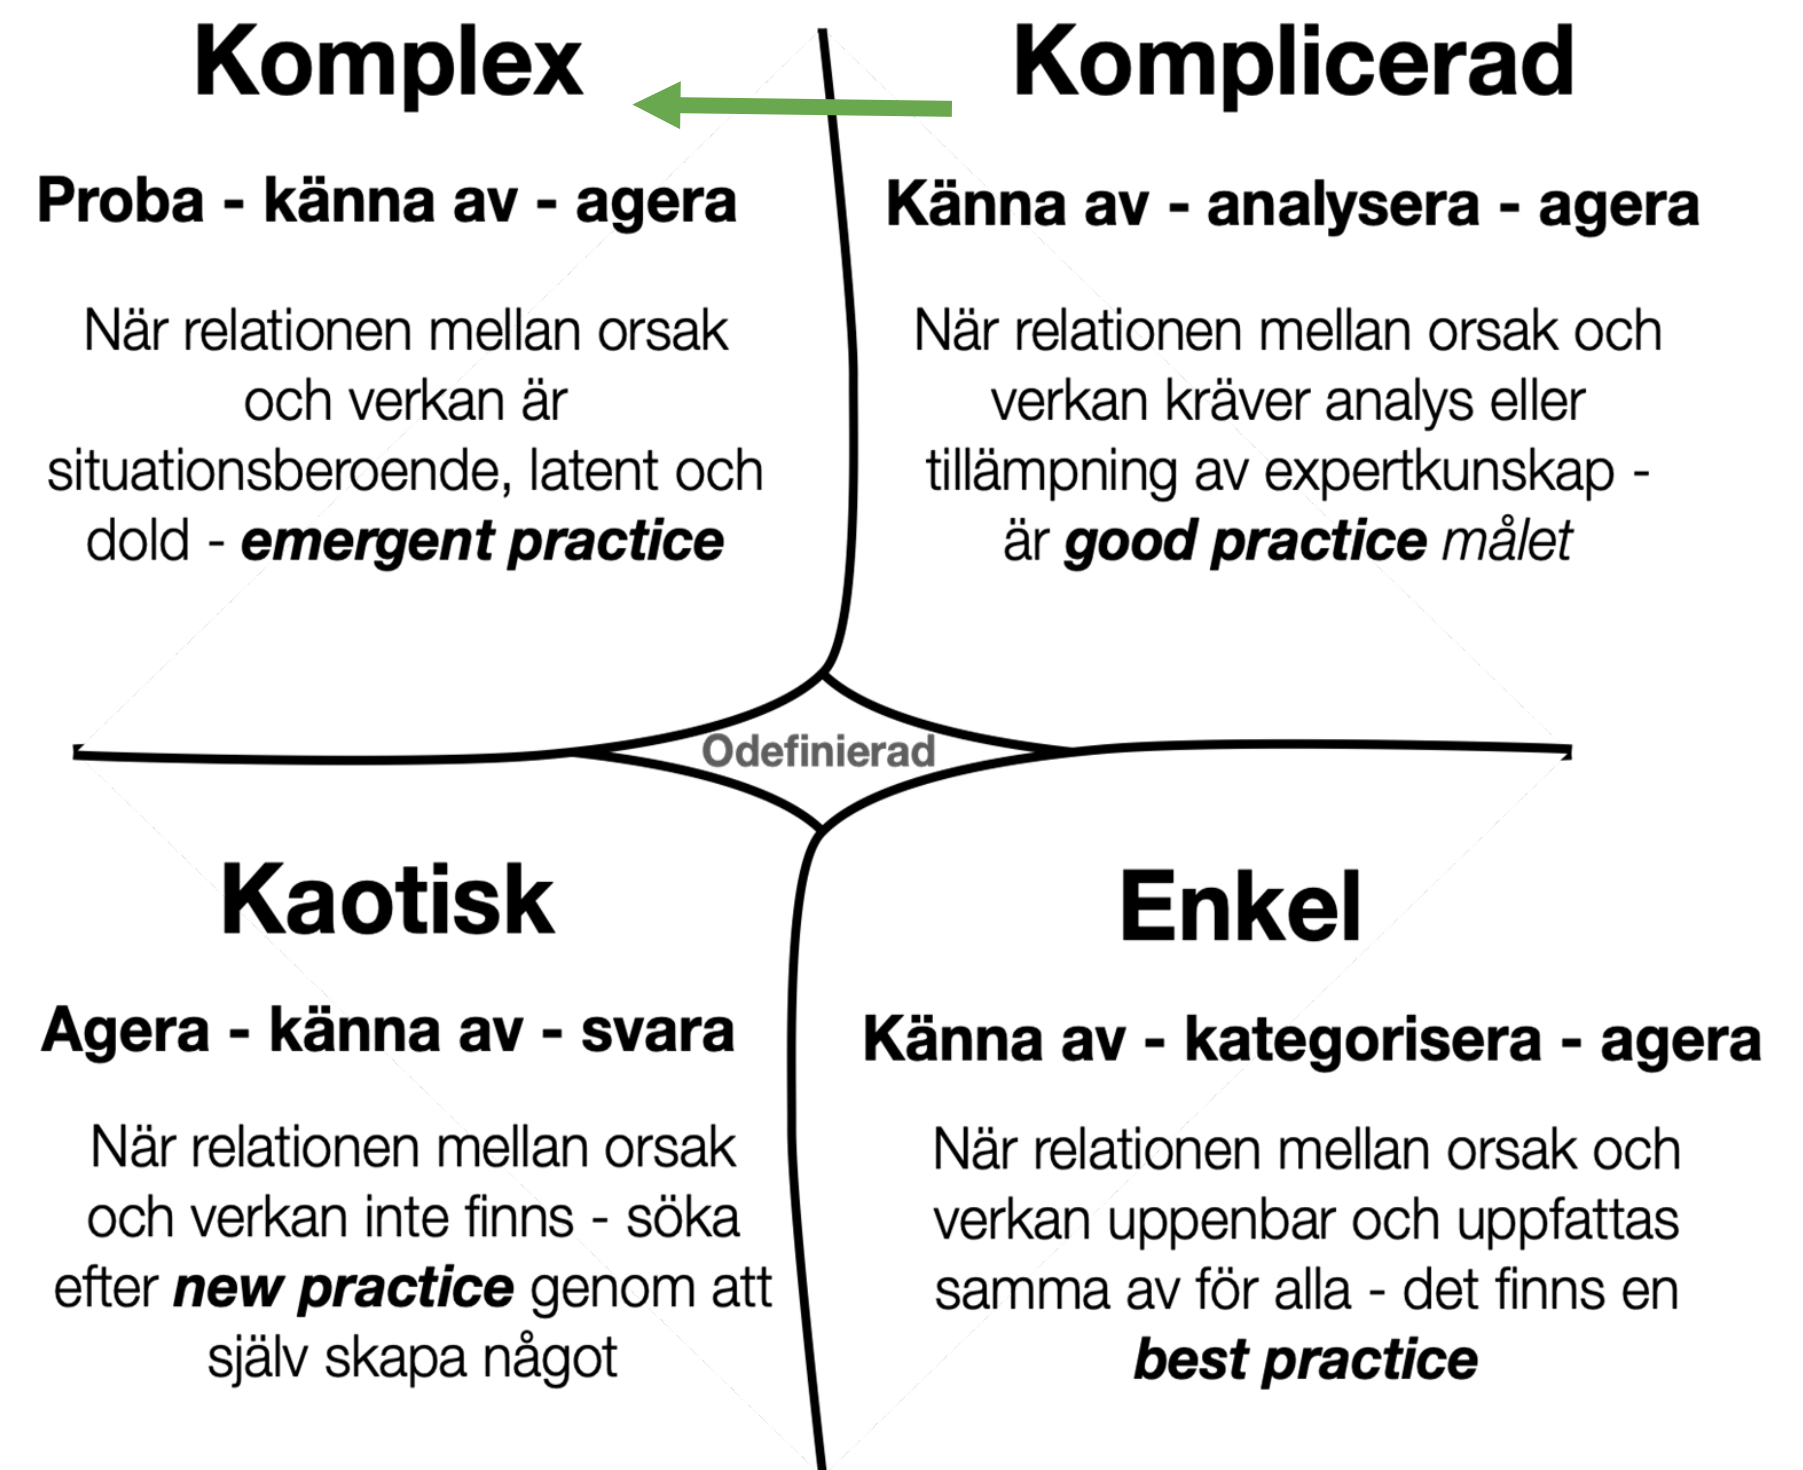 Komplex
Proba - känna av - agera
När relationen mellan orsak
och verkan är
situationsberoende, latent och
dold - emergent practice
Komplicerad
Känna av - analysera - agera
När relationen mellan orsak och
verkan kräver analys eller
tillämpning av expertkunskap -
är good practice målet
Odefinierad
Kaotisk
Agera - känna av - svara
När relationen mellan orsak
och verkan inte finns - söka
efter new practice genom att
själv skapa något
Enkel
Känna av - kategorisera - agera
När relationen mellan orsak och
verkan uppenbar och uppfattas
samma av för alla - det finns en
best practice